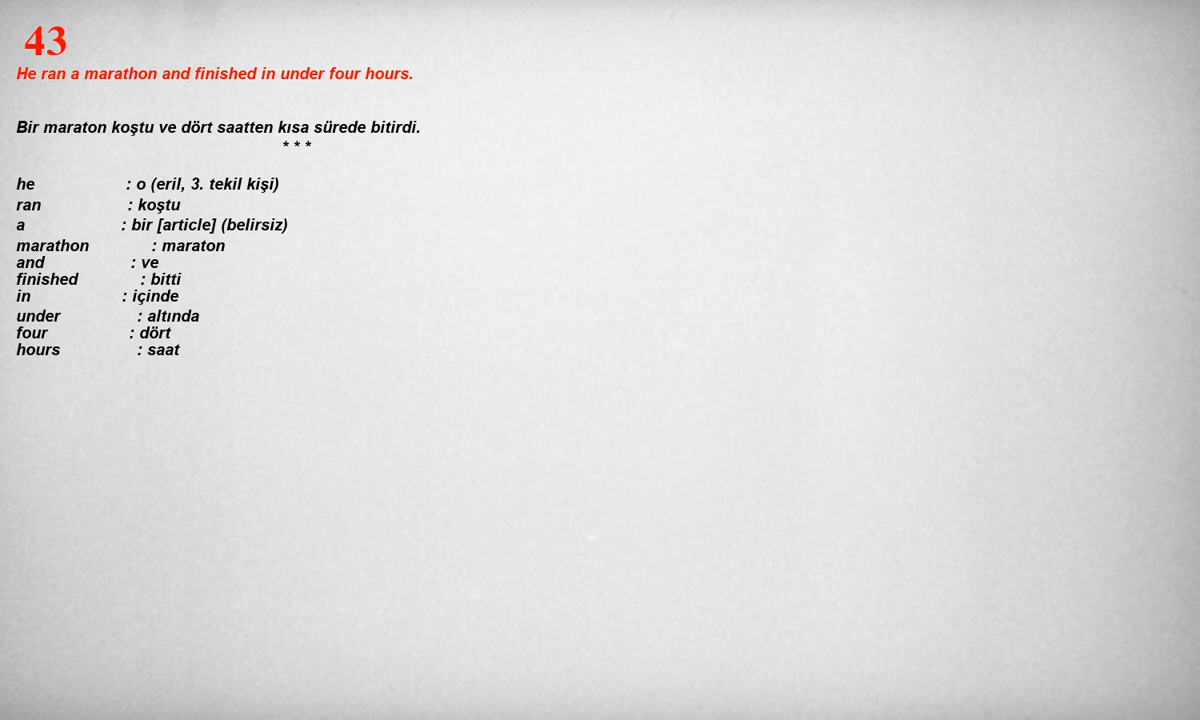 43
He ran a marathon and finished in under four hours.
Bir maraton koştu ve dört saatten kısa sürede bitirdi.
* * *
he : o (eril, 3. tekil kişi)
ran : koştu
a : bir [article] (belirsiz)
marathon : maraton
and : ve
finished : bitti
in : içinde
under : altında
four : dört
hours : saat